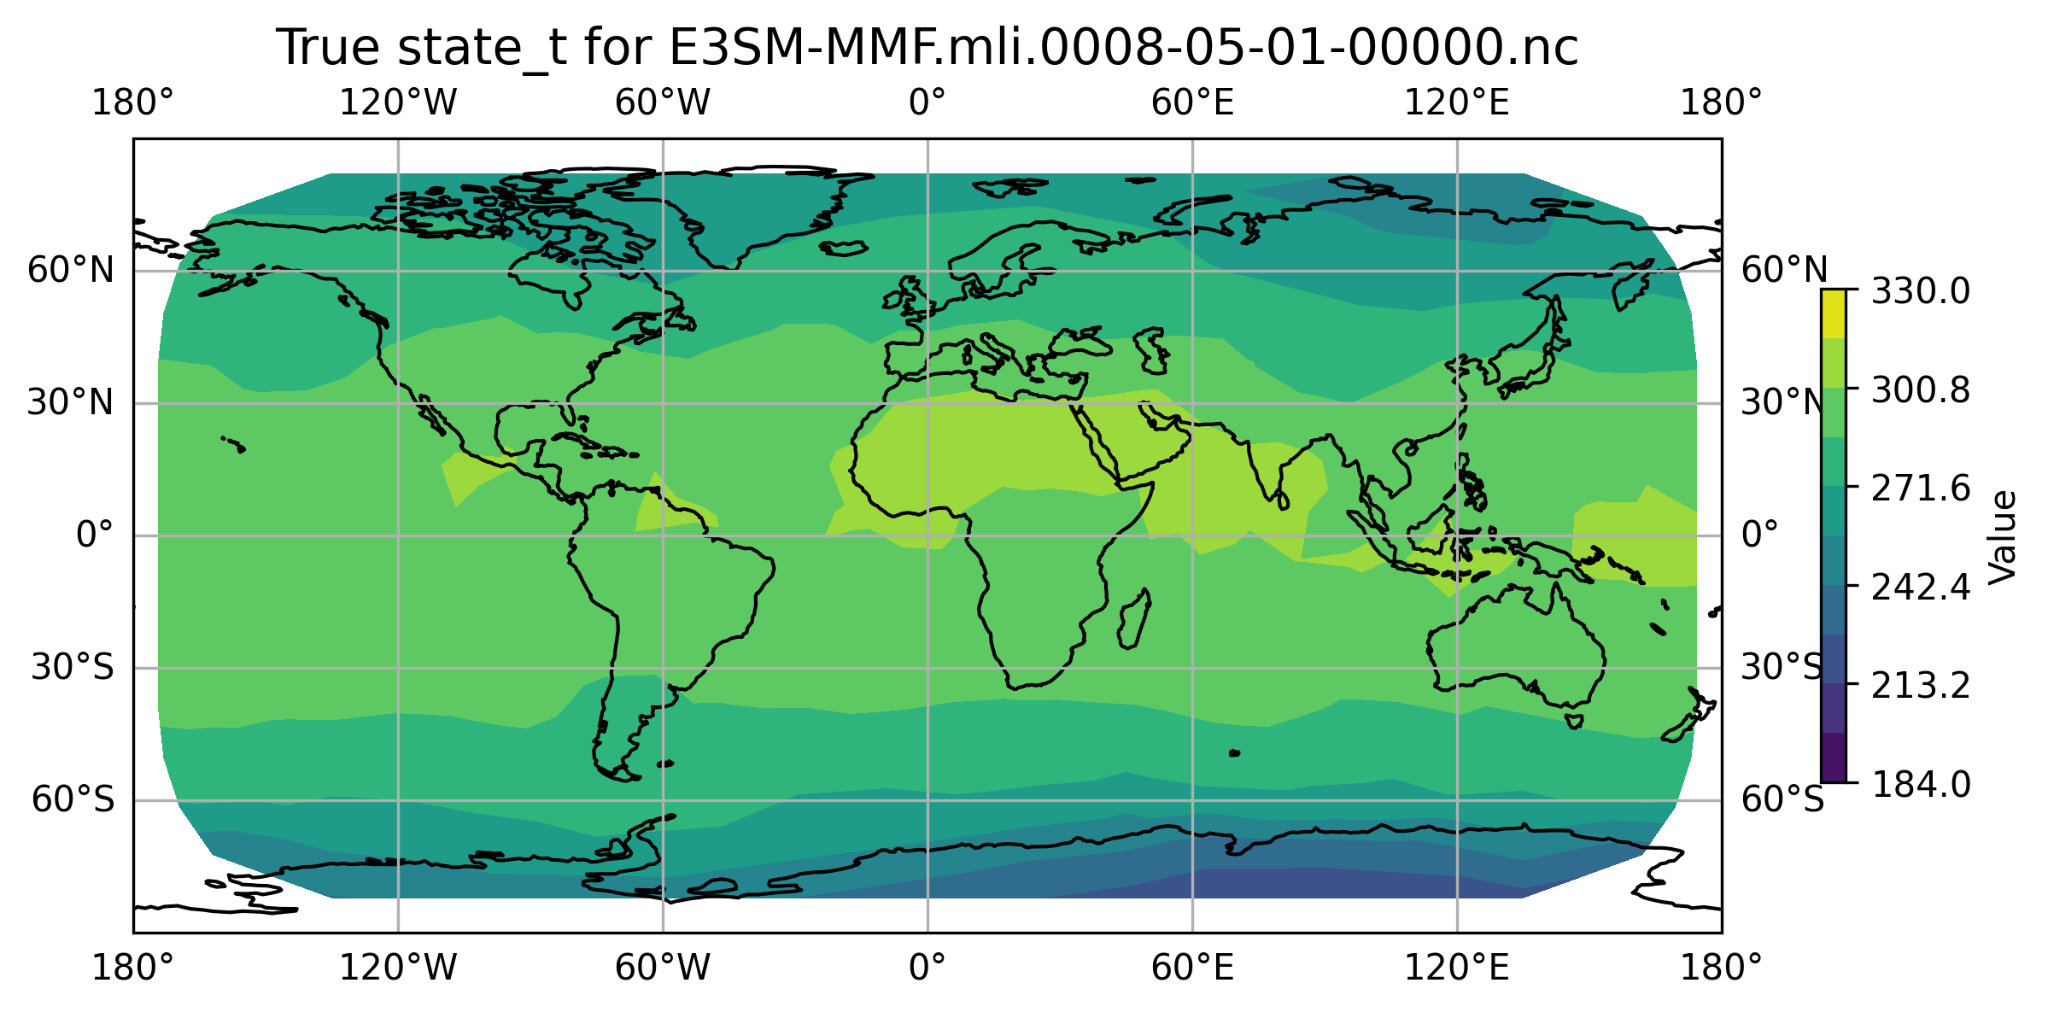 True state_t for E3SM-MMF.mli.0008-05-01-00000.nc
180° 120°W 60°W 0° 60°E 120°E 180°
60°N 60°N
330.0
30°N 30°N
300.8
271.6
0° 0°
Value
242.4
30°S 30°S
213.2
60°S 60°S
184.0
180° 120°W 60°W 0° 60°E 120°E 180°